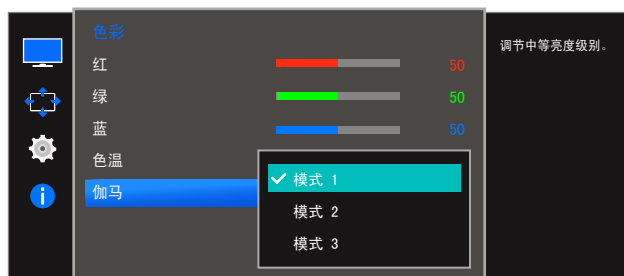 色彩
红 50
绿 50
蓝 50
色温
伽马
模式 1
模式 2
模式 3
调节中等亮度级别。